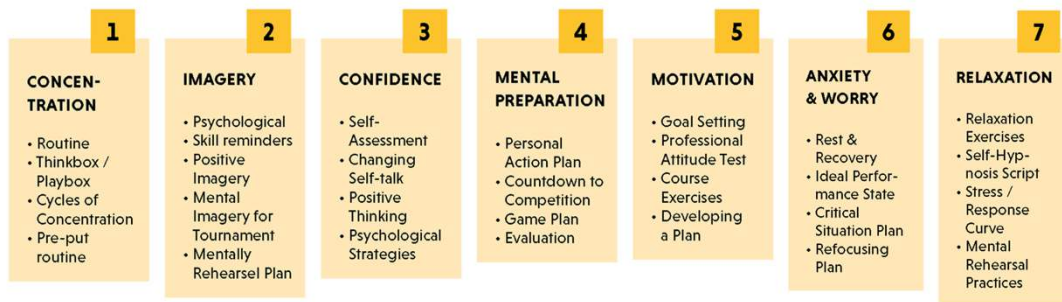 1
CONCEN-
TRATION
• Routine
• Thinkbox /
Playbox
• Cycles of
Concentration
• Pre-put
routine
2
IMAGERY
• Psychological
• Skill reminders
• Positive
Imagery
• Mental
Imagery for
Tournament
• Mentally
Rehearsel Plan
3
CONFIDENCE
• Self-
Assessment
• Changing
Self-talk
• Positive
Thinking
• Psychological
Strategies
4
MENTAL
PREPARATION
• Personal
Action Plan
• Countdown to
Competition
• Game Plan
• Evaluation
5
MOTIVATION
• Goal Setting
• Professional
Attitude Test
• Course
Exercises
• Developing
a Plan
6
ANXIETY
& WORRY
• Rest &
Recovery
• Ideal Perfor-
mance State
• Critical
Situation Plan
• Refocusing
Plan
7
RELAXATION
• Relaxation
Exercises
• Self-Hyp-
nosis Script
• Stress /
Response
Curve
• Mental
Rehearsal
Practices